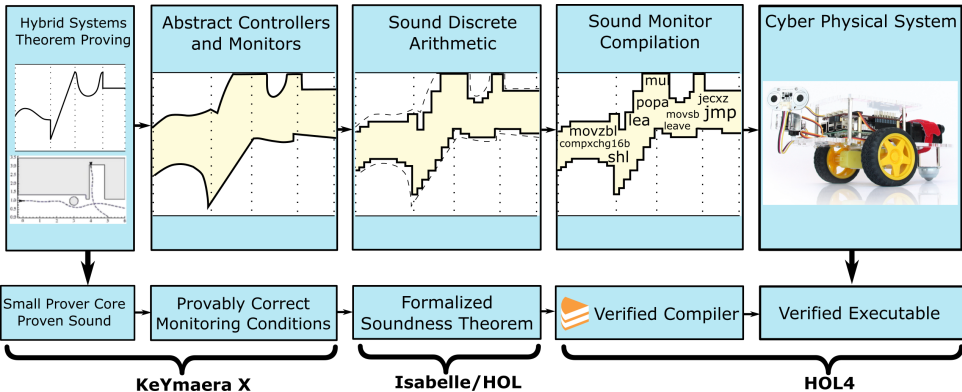 Hybrid Systems
Theorem Proving
Abstract Controllers
and Monitors
Sound Discrete
Arithmetic
Sound Monitor
Compilation
Cyber Physical System
mul
popa
lea
jecxz
movsb
jmp
leave
movzbl
compxchg16b
shl
Small Prover Core
Proven Sound
Provably Correct
Monitoring Conditions
Formalized
Soundness Theorem
Verified Compiler
Verified Executable
KeYmaera X
Isabelle/HOL
HOL4